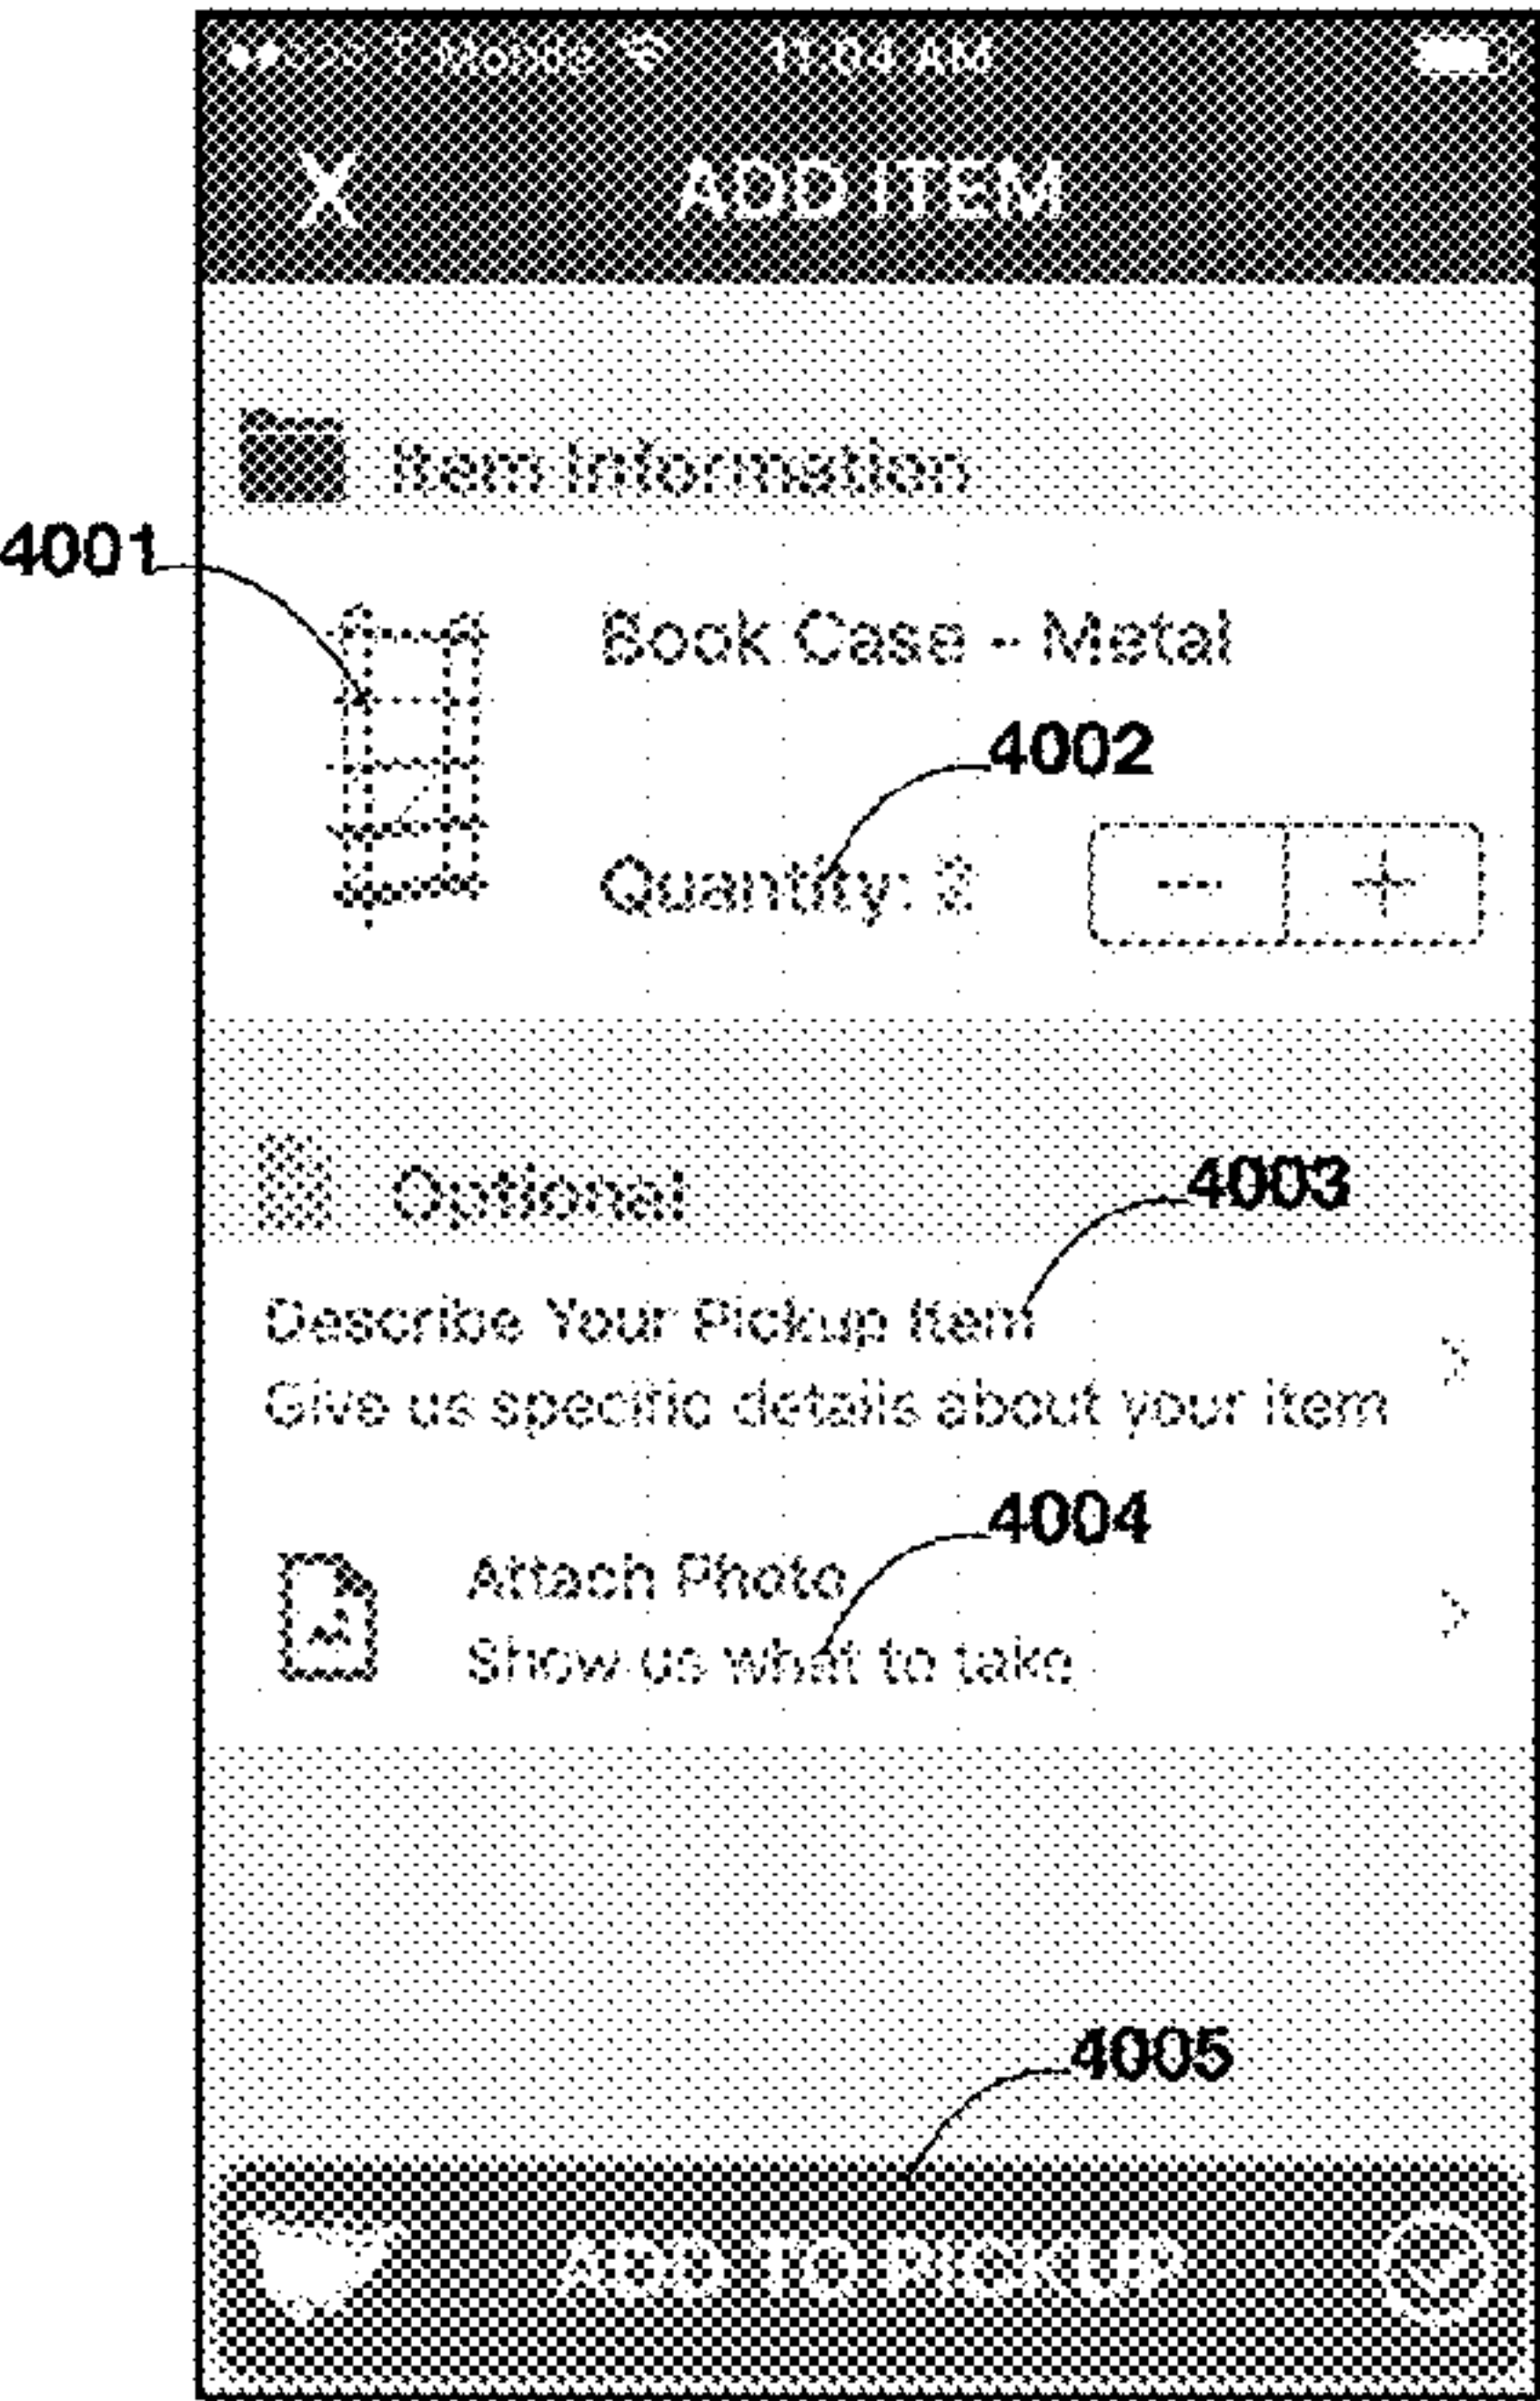 11:04 AM
X ADD ITEM
Item Information
4001
Book Case - Metal
4002
Quantity: 2
4003
Optional
Describe Your Pickup Item
Give us specific details about your item
4004
Attach Photo
Show us what to take
4005
ADD TO PICKUP